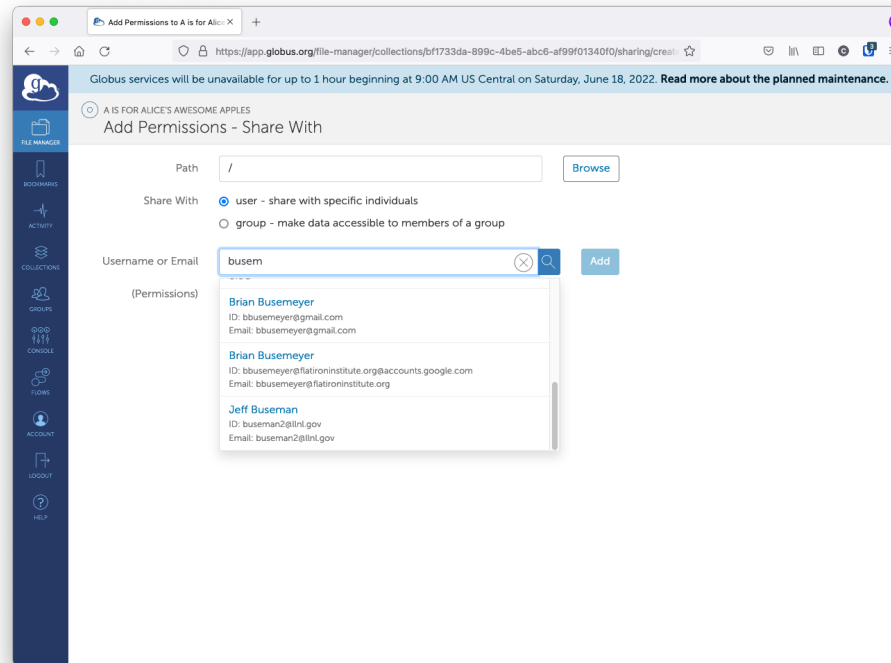 Add Permissions to A is for Alice
https://app.globus.org/file-manager/collections/bf1733da-899c-4be5-abc6-af99f01340f0/sharing/create
3
Globus services will be unavailable for up to 1 hour beginning at 9:00 AM US Central on Saturday, June 18, 2022. Read more about the planned maintenance.
A IS FOR ALICE'S AWESOME APPLES
Add Permissions - Share With
FILE MANAGER
BOOKMARKS
ACTIVITY
COLLECTIONS
GROUPS
CONSOLE
FLOWS
ACCOUNT
LOGOUT
HELP
Path
/
Browse
Share With
user - share with specific individuals
group - make data accessible to members of a group
Username or Email
busem
Add
(Permissions)
Brian Busemeyer
ID: bbusemeyer@gmail.com
Email: bbusemeyer@gmail.com
Brian Busemeyer
ID: bbusemeyer@flatironinstitute.org@accounts.google.com
Email: bbusemeyer@flatironinstitute.org
Jeff Buseman
ID: buseman2@llnl.gov
Email: buseman2@llnl.gov